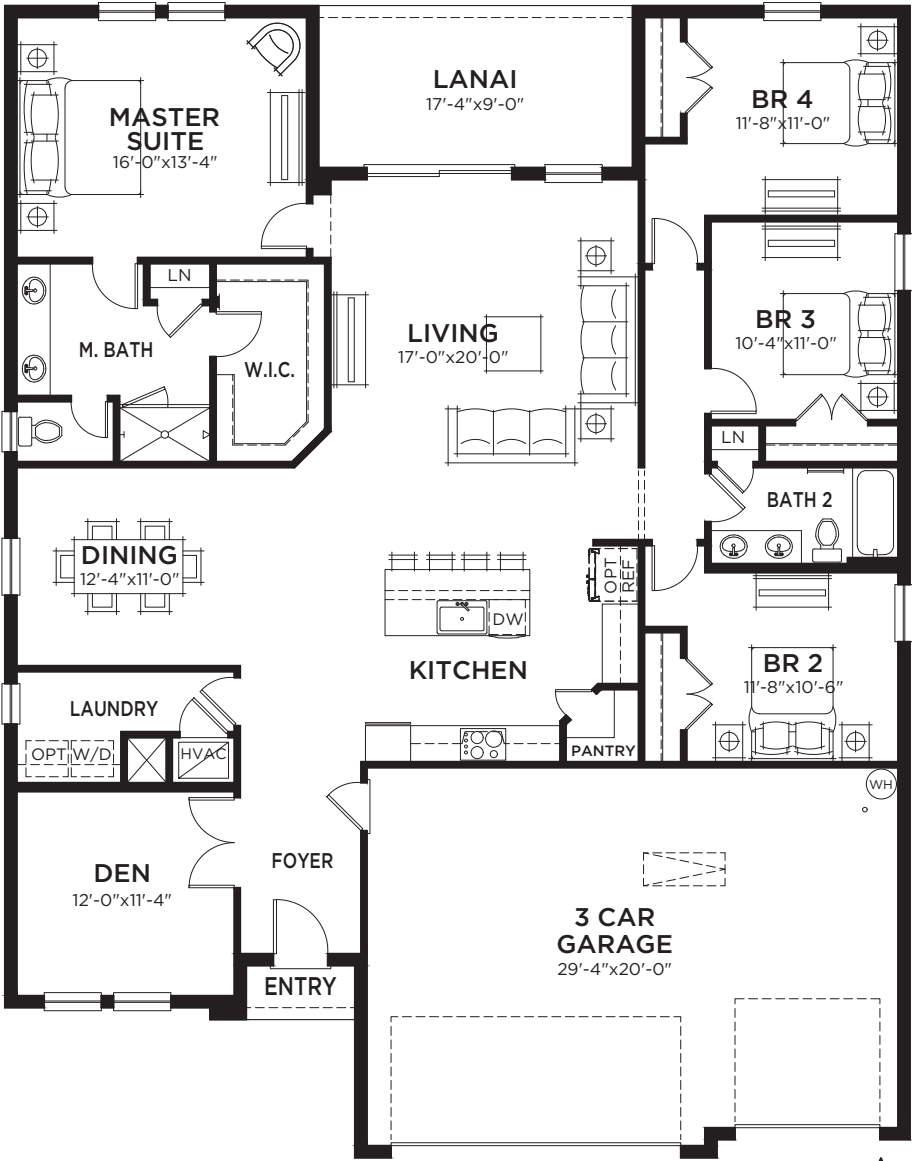 LANAI
17'-4"x9'-0"
MASTER
SUITE
16'-0"x13'-4"
BR 4
11'-8"x11'-0"
LN
M. BATH
W.I.C.
LIVING
17'-0"x20'-0"
BR 3
10'-4"x11'-0"
LN
BATH 2
DINING
12'-4"x11'-0"
OPT
REF
DW
KITCHEN
BR 2
11'-8"x10'-6"
LAUNDRY
OPT W/D
HVAC
PANTRY
WH
DEN
12'-0"x11'-4"
FOYER
3 CAR
GARAGE
29'-4"x20'-0"
ENTRY